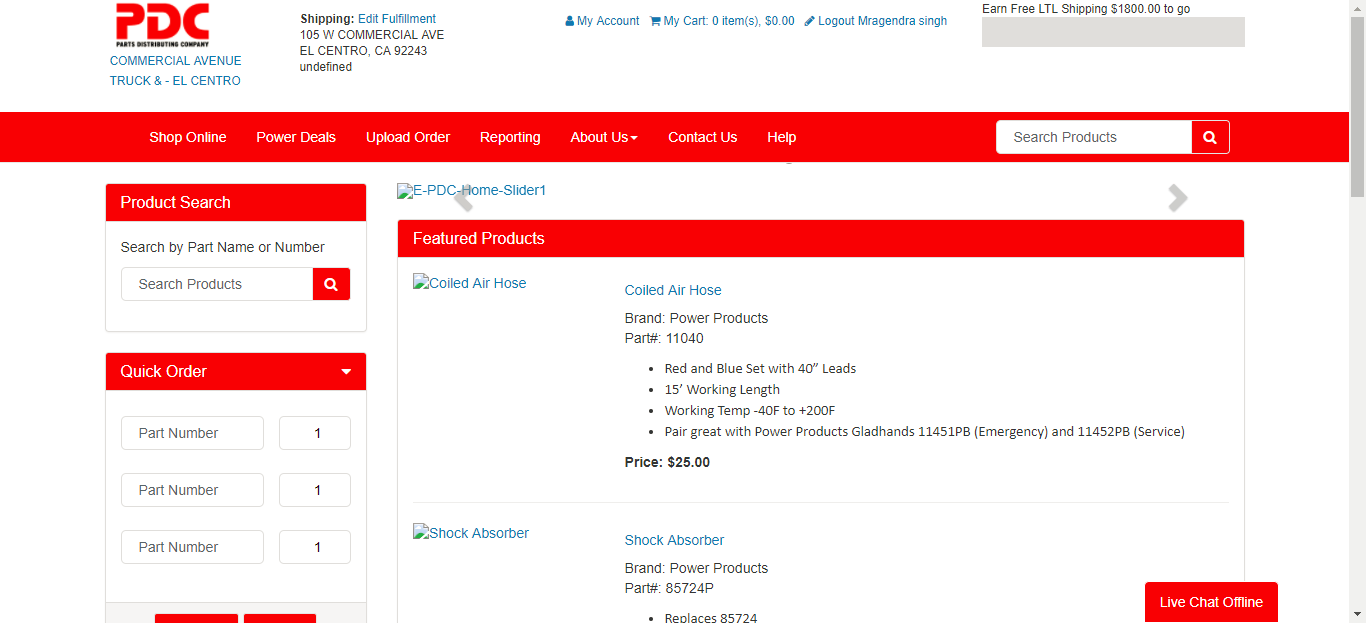 PDC
PARTS DISTRIBUTING COMPANY
COMMERCIAL AVENUE
TRUCK & - EL CENTRO
Shipping: Edit Fulfillment
105 W COMMERCIAL AVE
EL CENTRO, CA 92243
undefined
My Account My Cart: 0 item(s), $0.00 Logout Mragendra singh
Earn Free LTL Shipping $1800.00 to go
Shop Online Power Deals Upload Order Reporting About Us Contact Us Help
Search Products
Product Search
Search by Part Name or Number
Search Products
Quick Order
Part Number 1
Part Number 1
Part Number 1
E-PDC-Home-Slider1
Featured Products
Coiled Air Hose
Coiled Air Hose
Brand: Power Products
Part#: 11040
• Red and Blue Set with 40” Leads
• 15’ Working Length
• Working Temp -40F to +200F
• Pair great with Power Products Gladhands 11451PB (Emergency) and 11452PB (Service)
Price: $25.00
Shock Absorber
Shock Absorber
Brand: Power Products
Part#: 85724P
• Replaces 85724
Live Chat Offline